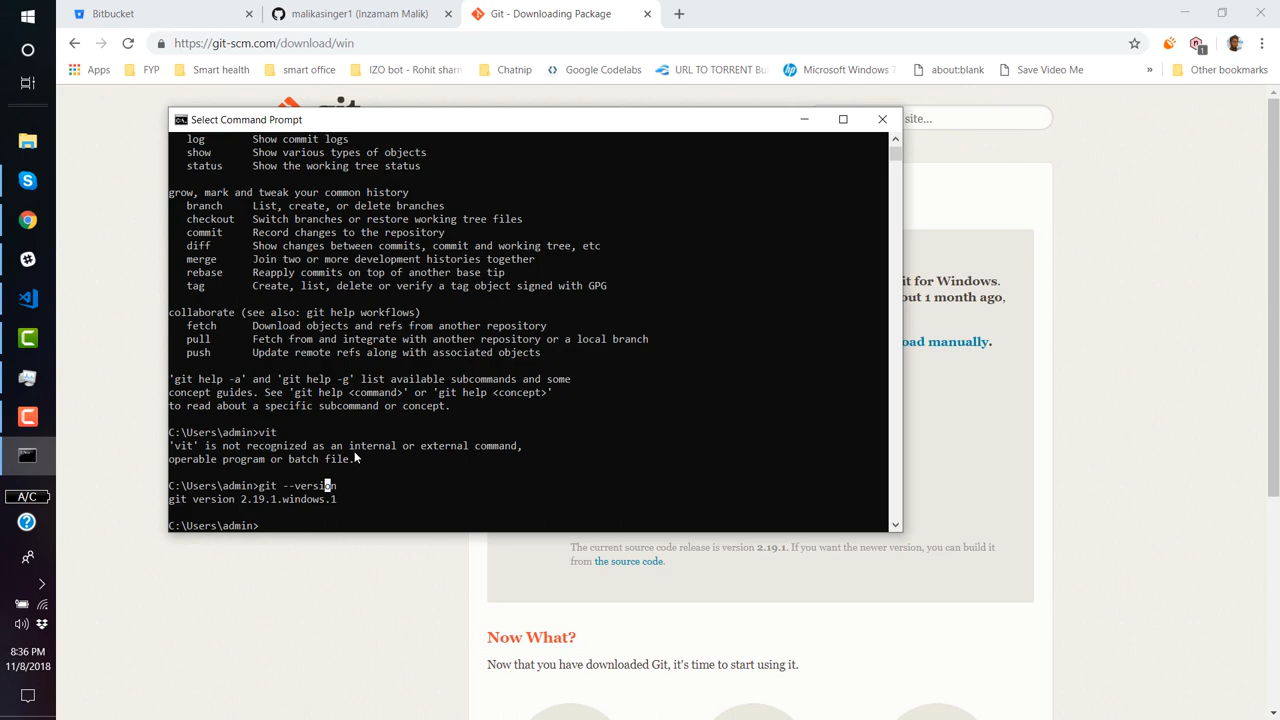 Bitbucket
malikasinger1 (Inzamam Malik)
Git - Downloading Package
https://git-scm.com/download/win
Apps
FYP
Smart health
smart office
IZO bot - Rohit sharm
Chatnip
Google Codelabs
URL TO TORRENT Bu
Microsoft Windows 7
about:blank
Save Video Me
»
Other bookmarks
git
site...
Select Command Prompt
log Show commit logs
show Show various types of objects
status Show the working tree status
grow, mark and tweak your common history
branch List, create, or delete branches
checkout Switch branches or restore working tree files
commit Record changes to the repository
diff Show changes between commits, commit and working tree, etc
merge Join two or more development histories together
rebase Reapply commits on top of another base tip
tag Create, list, delete or verify a tag object signed with GPG
collaborate (see also: git help workflows)
fetch Download objects and refs from another repository
pull Fetch from and integrate with another repository or a local branch
push Update remote refs along with associated objects
'git help -a' and 'git help -g' list available subcommands and some
concept guides. See 'git help <command>' or 'git help <concept>'
to read about a specific subcommand or concept.
C:\Users\admin>vit
'vit' is not recognized as an internal or external command,
operable program or batch file.
C:\Users\admin>git --version
git version 2.19.1.windows.1
C:\Users\admin>
it for Windows.
out 1 month ago,
oad manually.
The current source code release is version 2.19.1. If you want the newer version, you can build it
from the source code.
Now What?
Now that you have downloaded Git, it's time to start using it.
A/C
8:36 PM
11/8/2018